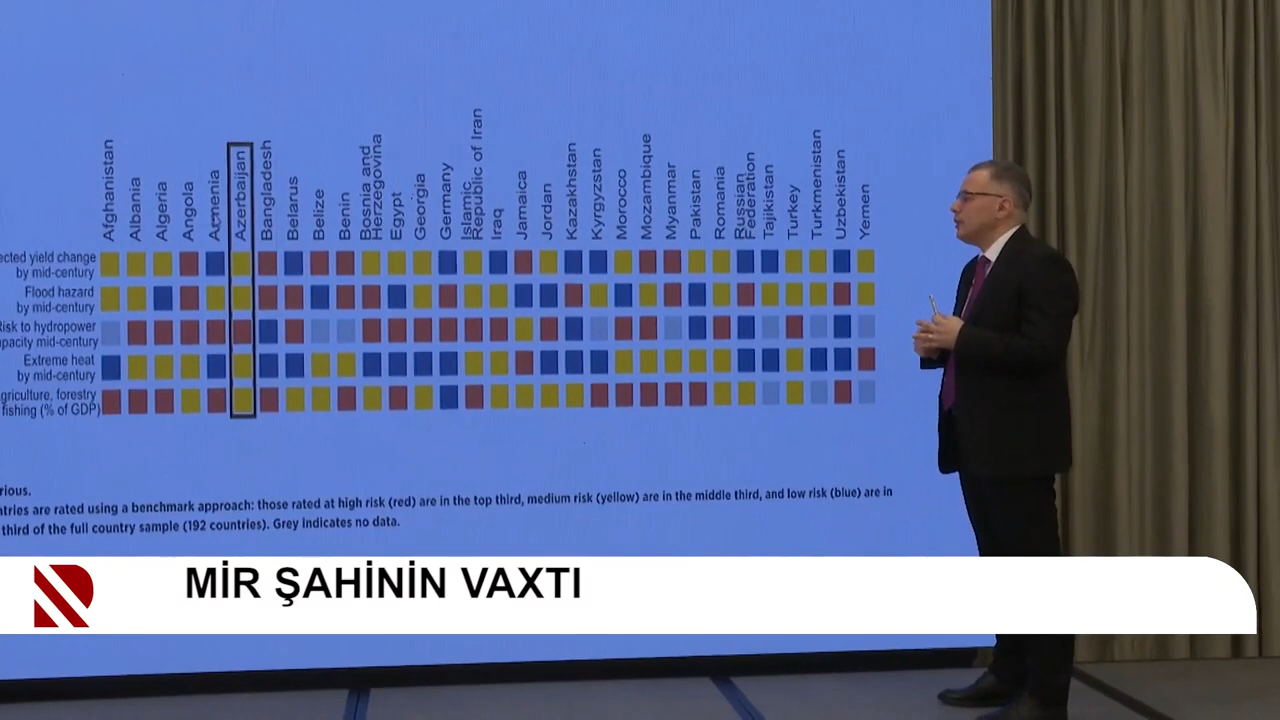 Afghanistan
Albania
Algeria
Angola
Armenia
Azerbaijan
Bangladesh
Belarus
Belize
Benin
Bosnia and
Herzegovina
Egypt
Georgia
Germany
Islamic
Republic of Iran
Iraq
Jamaica
Jordan
Kazakhstan
Kyrgyzstan
Morocco
Mozambique
Myanmar
Pakistan
Romania
Russian
Federation
Tajikistan
Turkey
Turkmenistan
Uzbekistan
Yemen
ected yield change
by mid-century
Flood hazard
by mid-century
Risk to hydropower
pacity mid-century
Extreme heat
by mid-century
griculture, forestry
fishing (% of GDP)
rious.
ntries are rated using a benchmark approach: those rated at high risk (red) are in the top third, medium risk (yellow) are in the middle third, and low risk (blue) are in
third of the full country sample (192 countries). Grey indicates no data.
MİR ŞAHİNİN VAXTI